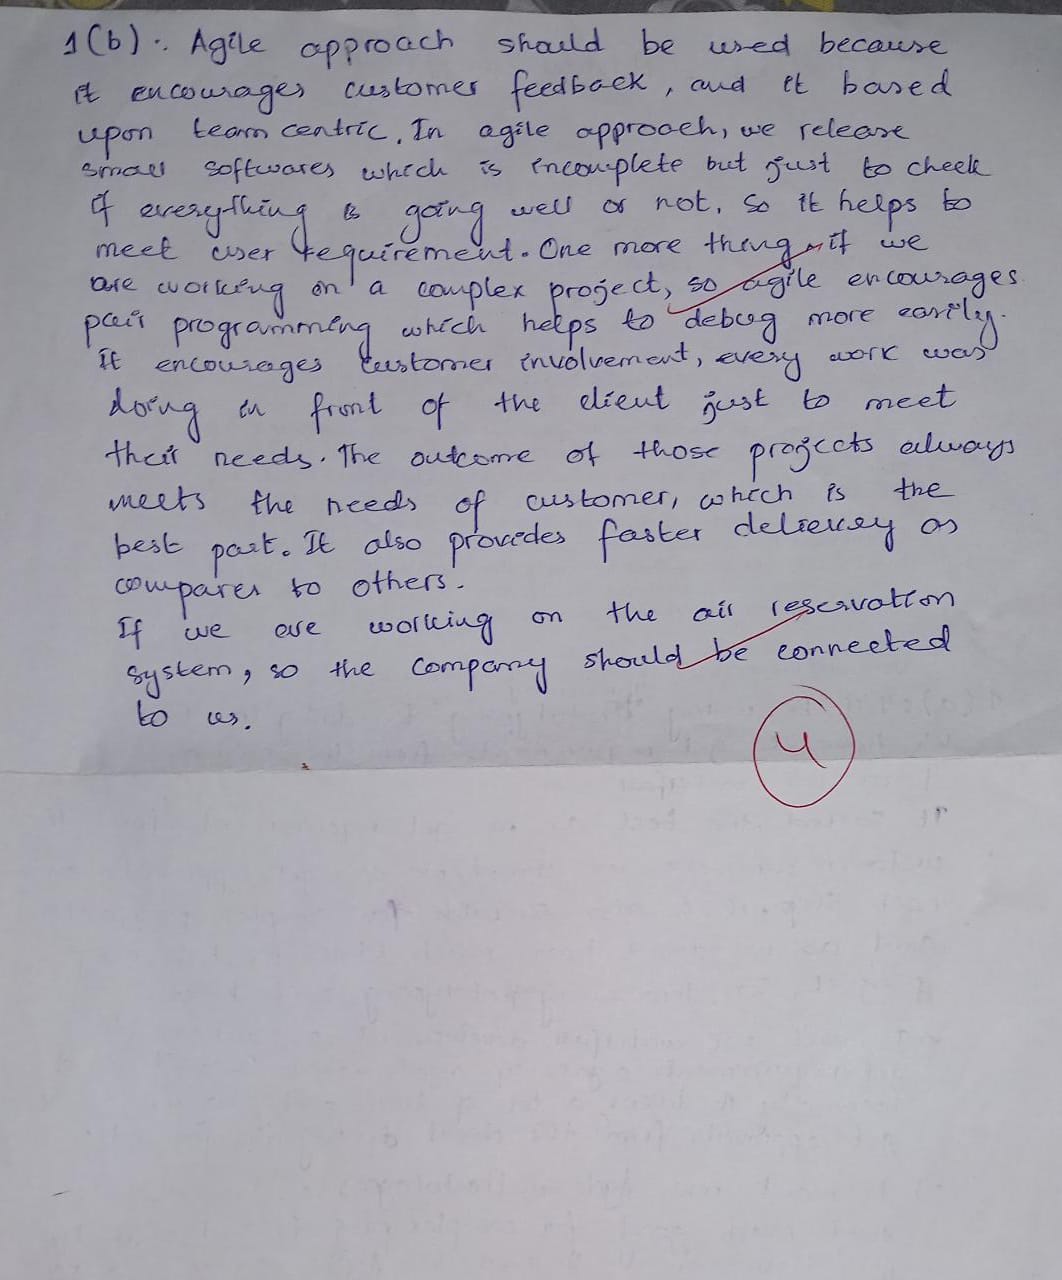 1(b):. Agile approach should be used because
it encourages customer feedback, and it based
upon team centric. In agile approach, we release
small softwares which is incomplete but just to check
if everything is going well or not. So it helps to
meet user requirement. One more thing if we
are working on a complex project, so agile encourages
pair programming which helps to debug more easily.
It encourages customer involvement, every work was
doing in front of the client just to meet
their needs. The outcome of those projects always
meets the needs of customer, which is the
best part. It also provides faster delievey as
compares to others.
If we are working on the air reservation
system, so the company should be connected
to us.
4